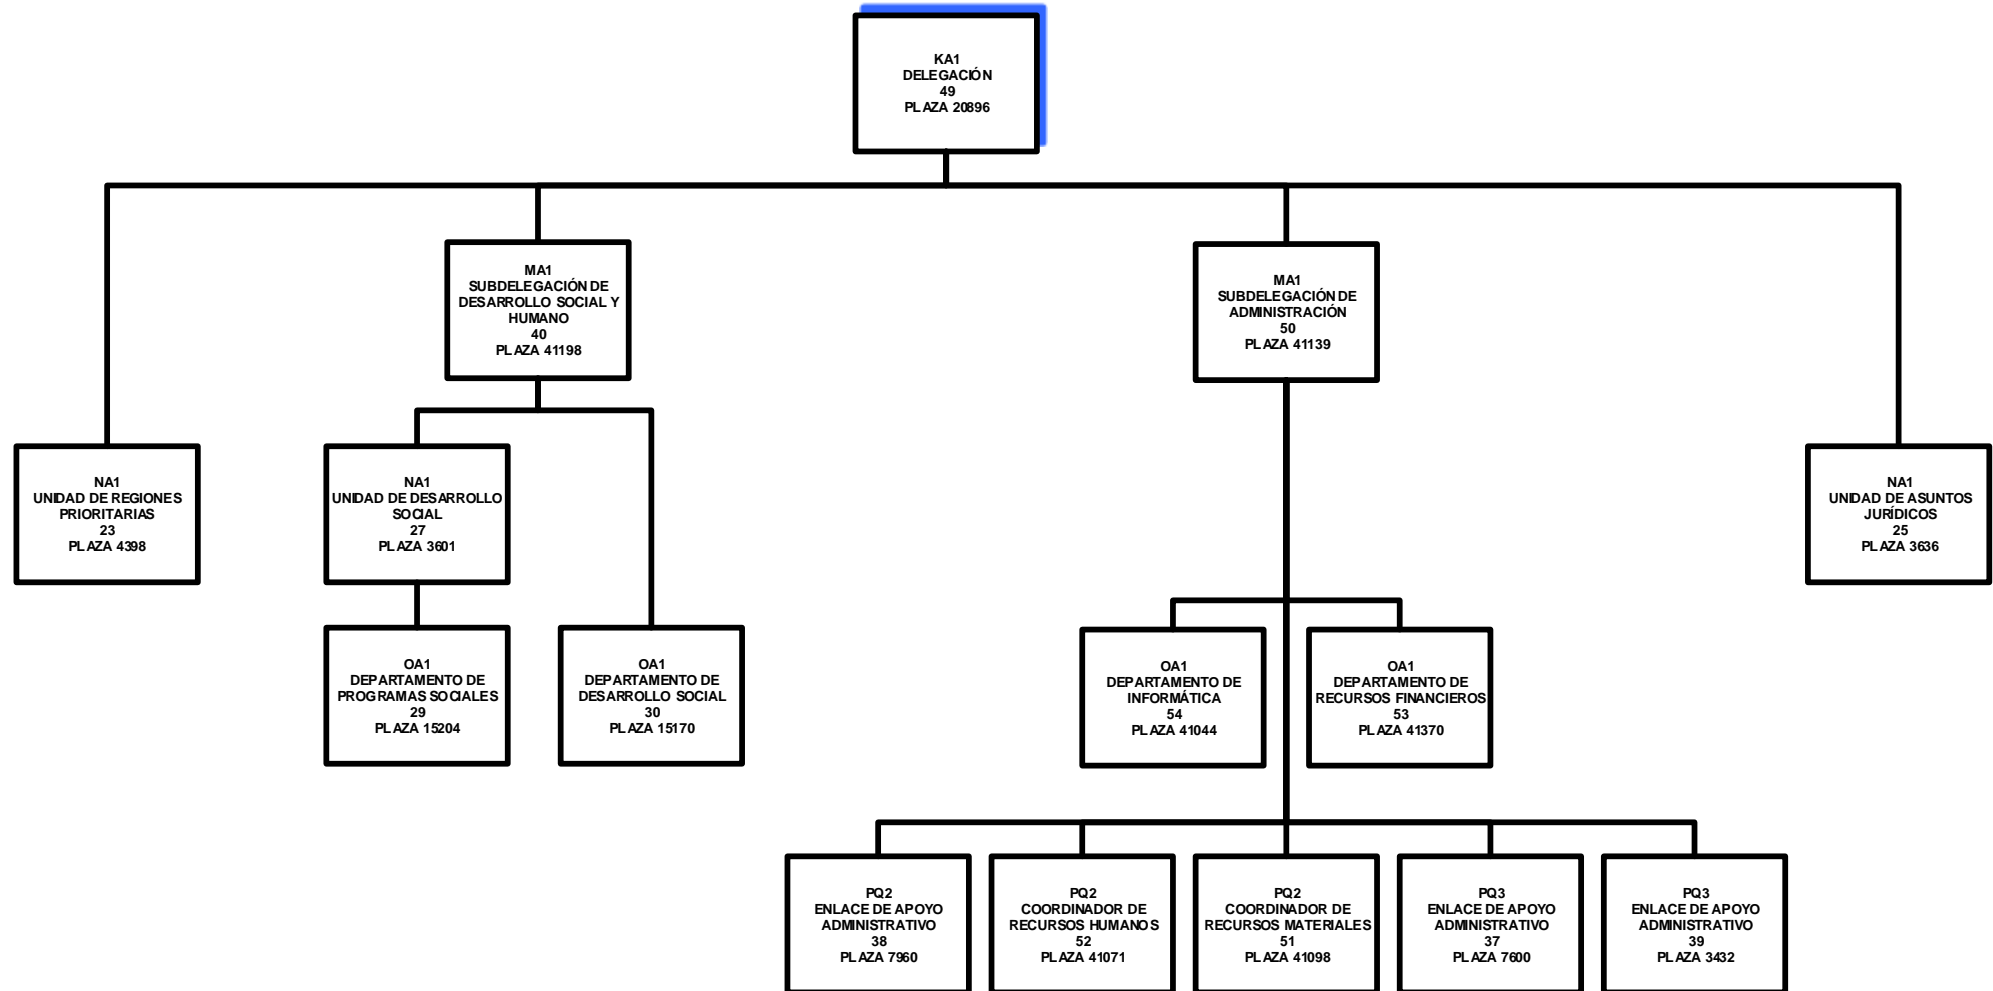 KA1
DELEGACIÓN
49
PLAZA 20896
MA1
SUBDELEGACIÓN DE
DESARROLLO SOCIAL Y
HUMANO
40
PLAZA 41198
MA1
SUBDELEGACIÓN DE
ADMINISTRACIÓN
50
PLAZA 41139
NA1
UNIDAD DE REGIONES
PRIORITARIAS
23
PLAZA 4398
NA1
UNIDAD DE DESARROLLO
SOCIAL
27
PLAZA 3601
NA1
UNIDAD DE ASUNTOS
JURÍDICOS
25
PLAZA 3636
OA1
DEPARTAMENTO DE
PROGRAMAS SOCIALES
29
PLAZA 15204
OA1
DEPARTAMENTO DE
DESARROLLO SOCIAL
30
PLAZA 15170
OA1
DEPARTAMENTO DE
INFORMÁTICA
54
PLAZA 41044
OA1
DEPARTAMENTO DE
RECURSOS FINANCIEROS
53
PLAZA 41370
PQ2
ENLACE DE APOYO
ADMINISTRATIVO
38
PLAZA 7960
PQ2
COORDINADOR DE
RECURSOS HUMANOS
52
PLAZA 41071
PQ2
COORDINADOR DE
RECURSOS MATERIALES
51
PLAZA 41098
PQ3
ENLACE DE APOYO
ADMINISTRATIVO
37
PLAZA 7600
PQ3
ENLACE DE APOYO
ADMINISTRATIVO
39
PLAZA 3432